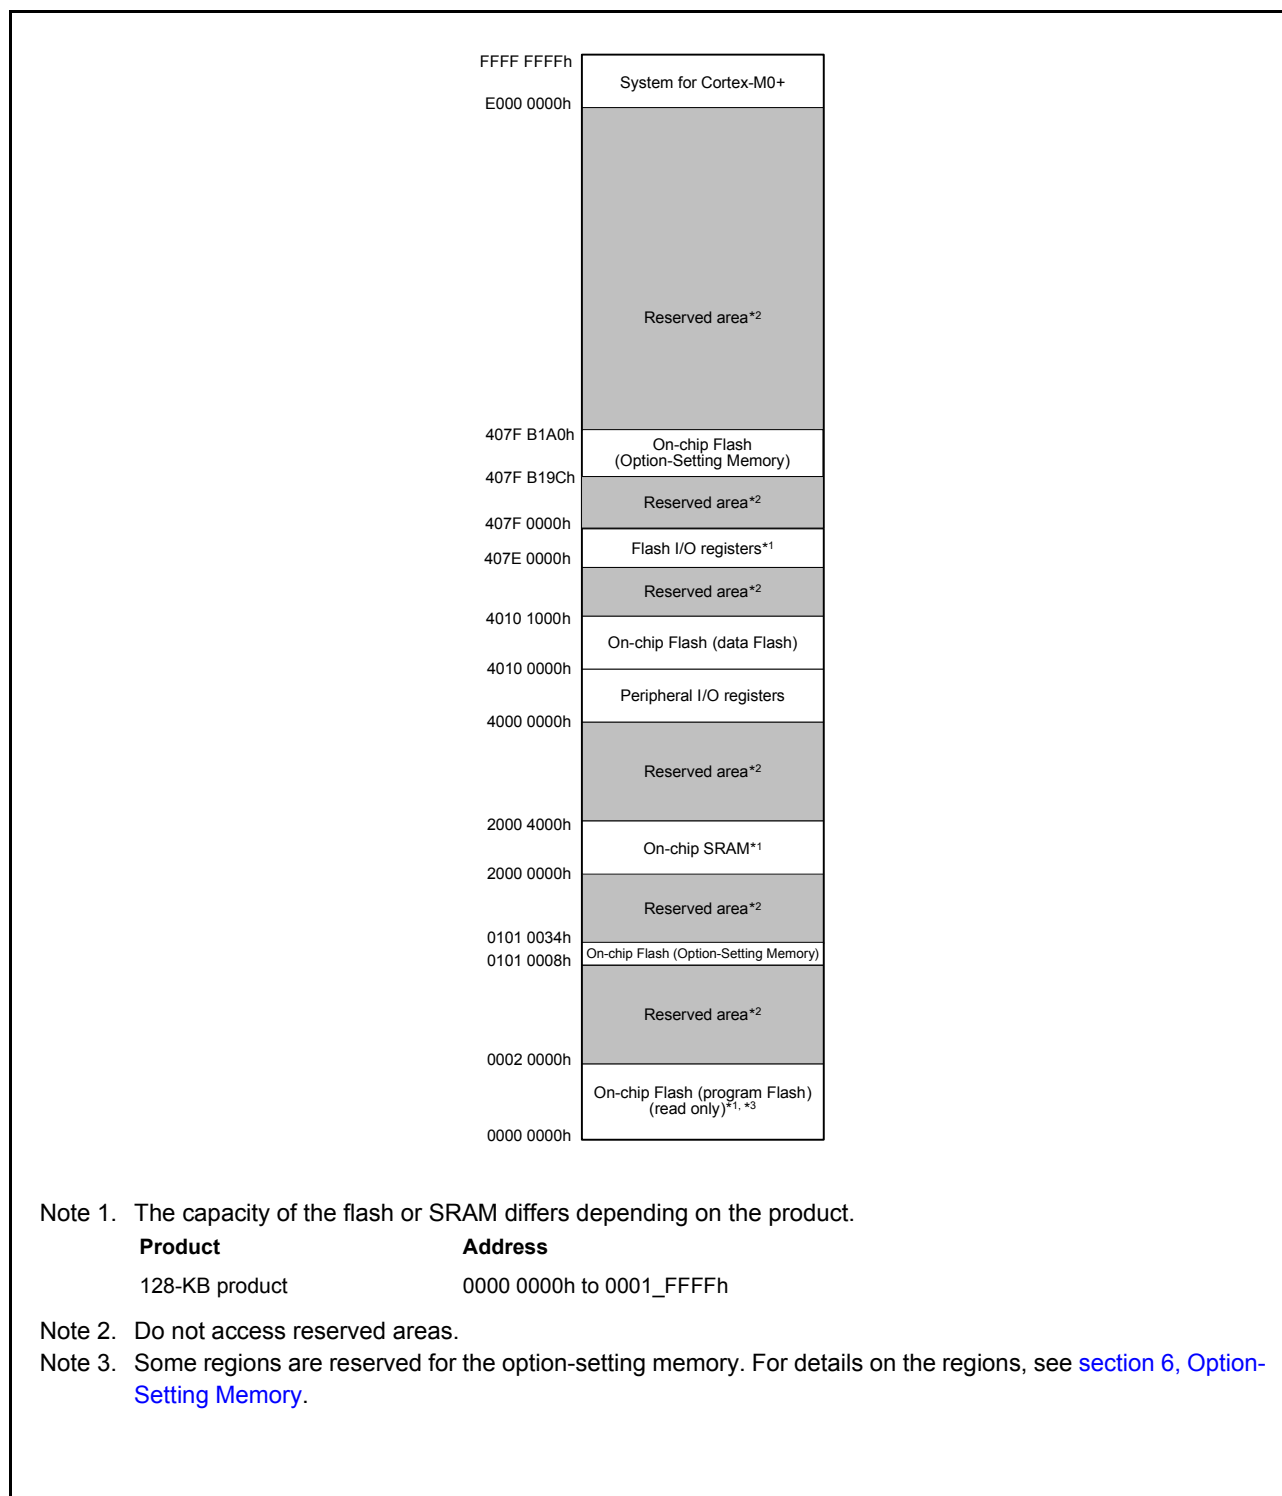 FFFF FFFFh
System for Cortex-M0+
E000 0000h
Reserved area*2
407F B1A0h
On-chip Flash
(Option-Setting Memory)
407F B19Ch
Reserved area*2
407F 0000h
Flash I/O registers*1
407E 0000h
Reserved area*2
4010 1000h
On-chip Flash (data Flash)
4010 0000h
Peripheral I/O registers
4000 0000h
Reserved area*2
2000 4000h
On-chip SRAM*1
2000 0000h
Reserved area*2
0101 0034h
On-chip Flash (Option-Setting Memory)
0101 0008h
Reserved area*2
0002 0000h
On-chip Flash (program Flash)
(read only)*1, *3
0000 0000h
Note 1. The capacity of the flash or SRAM differs depending on the product.
Product Address
128-KB product 0000 0000h to 0001_FFFFh
Note 2. Do not access reserved areas.
Note 3. Some regions are reserved for the option-setting memory. For details on the regions, see section 6, Option-
Setting Memory.